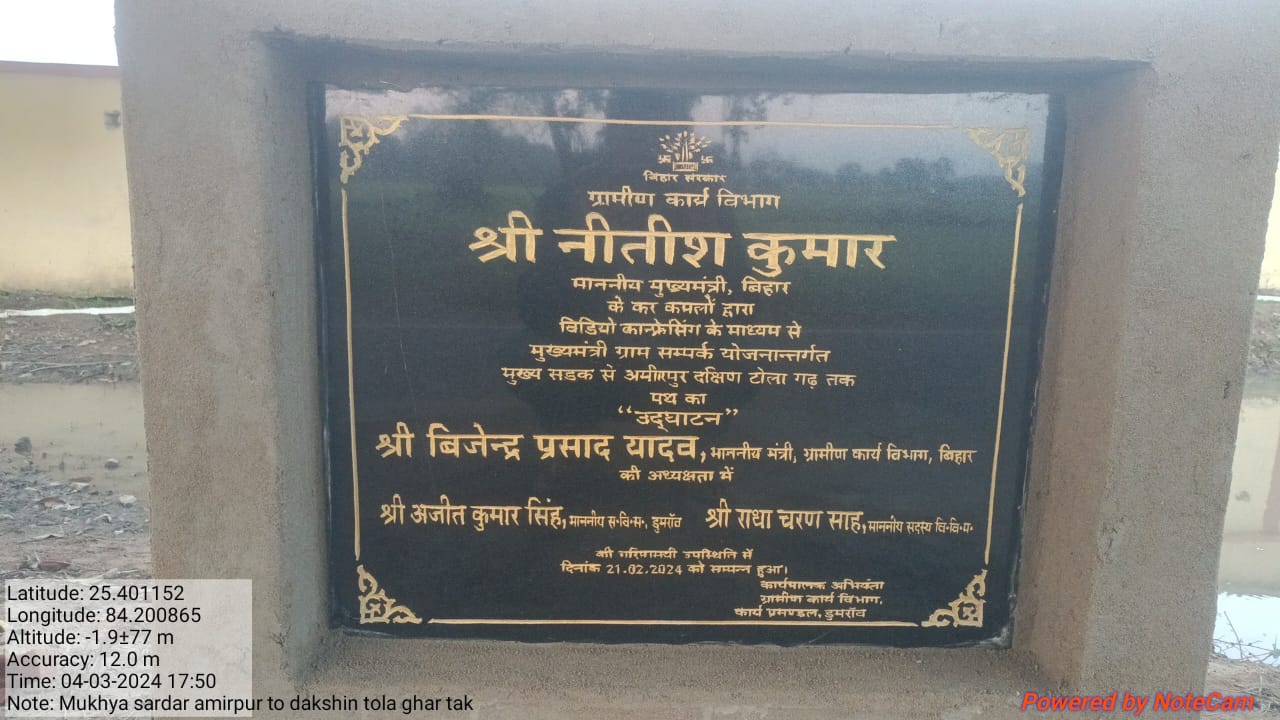 बिहार सरकार
ग्रामीण कार्य विभाग
श्री नीतीश कुमार
माननीय मुख्यमंत्री, बिहार
के कर कमलों द्वारा
विडियो कान्फ्रेसिंग के माध्यम से
मुख्यमंत्री ग्राम सम्पर्क योजनान्तर्गत
मुख्य सडक से अमीरपुर दक्षिण टोला गढ़ तक
पथ का
“उद्घाटन”
श्री बिजेन्द्र प्रसाद यादव, माननीय मंत्री, ग्रामीण कार्य विभाग, बिहार
की अध्यक्षता में
श्री अजीत कुमार सिंह, माननीय स॰वि॰स॰, डुमराँव श्री राधा चरण साह, माननीय सदस्य वि॰वि॰प॰
की गरिमामयी उपस्थिति में
दिनांक 21.02.2024 को सम्पन्न हुआ।
कार्यपालक अभियंता
ग्रामीण कार्य विभाग,
कार्य प्रमण्डल, डुमराँव
Latitude: 25.401152
Longitude: 84.200865
Altitude: -1.9±77 m
Accuracy: 12.0 m
Time: 04-03-2024 17:50
Note: Mukhya sardar amirpur to dakshin tola ghar tak
Powered by NoteCam